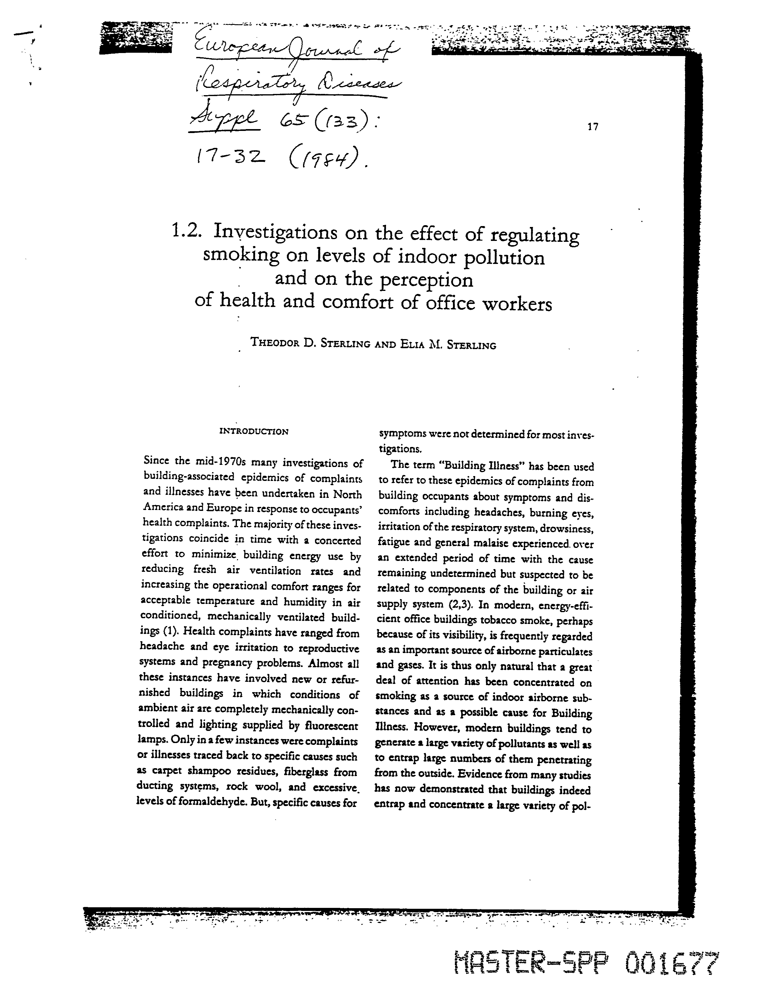 European Journal of
Respiratory Diseases
Suppl 65 (133):
17-32 (1984).
17
1.2. Investigations on the effect of regulating
smoking on levels of indoor pollution
and on the perception
of health and comfort of office workers
THEODOR D. STERLING AND ELIA M. STERLING
INTRODUCTION
Since the mid-1970s many investigations of
building-associated epidemics of complaints
and illnesses have been undertaken in North
America and Europe in response to occupants'
health complaints. The majority of these inves-
tigations coincide in time with a concerted
effort to minimize building energy use by
reducing fresh air ventilation rates and
increasing the operational comfort ranges for
acceptable temperature and humidity in air
conditioned, mechanically ventilated build-
ings (1). Health complaints have ranged from
headache and eye irritation to reproductive
systems and pregnancy problems. Almost all
these instances have involved new or refur-
nished buildings in which conditions of
ambient air are completely mechanically con-
trolled and lighting supplied by fluorescent
lamps. Only in a few instances were complaints
or illnesses traced back to specific causes such
as carpet shampoo residues, fiberglass from
ducting systems, rock wool, and excessive
levels of formaldehyde. But, specific causes for
symptoms were not determined for most inves-
tigations.
The term "Building Illness" has been used
to refer to these epidemics of complaints from
building occupants about symptoms and dis-
comforts including headaches, burning eyes,
irritation of the respiratory system, drowsiness,
fatigue and general malaise experienced over
an extended period of time with the cause
remaining undetermined but suspected to be
related to components of the building or air
supply system (2,3). In modern, energy-effi-
cient office buildings tobacco smoke, perhaps
because of its visibility, is frequently regarded
as an important source of airborne particulates
and gases. It is thus only natural that a great
deal of attention has been concentrated on
smoking as a source of indoor airborne sub-
stances and as a possible cause for Building
Illness. However, modern buildings tend to
generate a large variety of pollutants as well as
to entrap large numbers of them penetrating
from the outside. Evidence from many studies
has now demonstrated that buildings indeed
entrap and concentrate a large variety of pol-
MASTER-SPP 001677